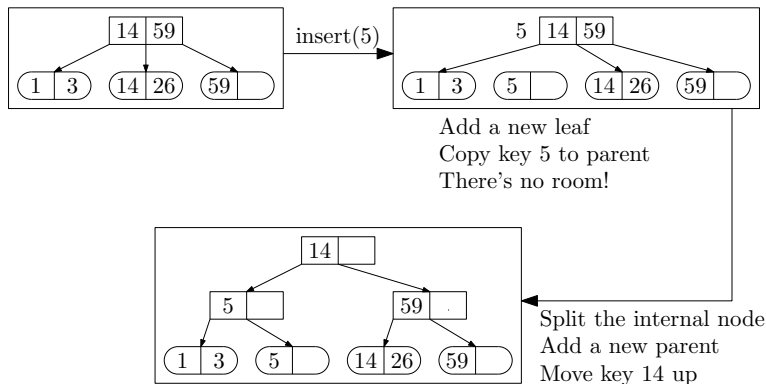 14 59
1 3 14 26 59
insert(5)
5 14 59
1 3 5 14 26 59
Add a new leaf
Copy key 5 to parent
There's no room!
14
5 59
1 3 5 14 26 59
Split the internal node
Add a new parent
Move key 14 up